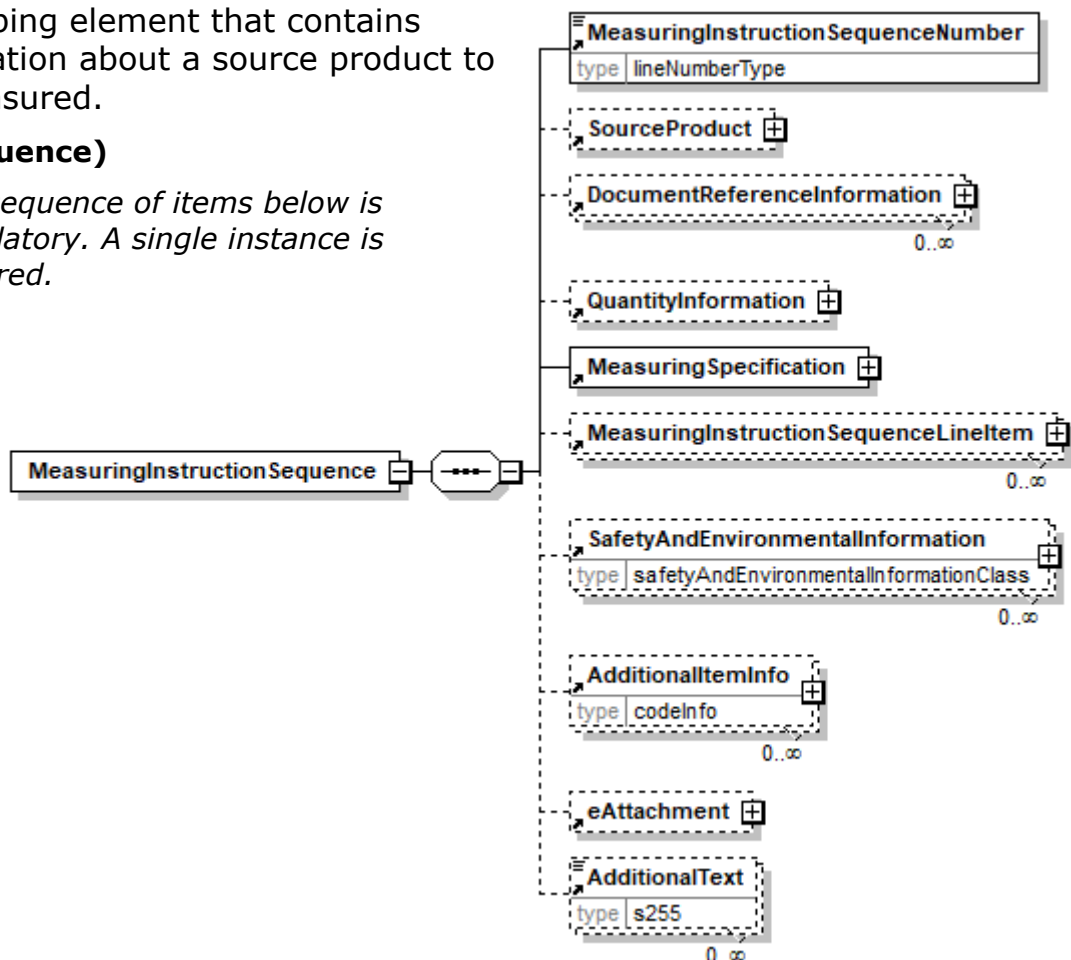 ping element that contains
ation about a source product to
sured.
uence)
equence of items below is
latory. A single instance is
red.
MeasuringInstructionSequence
MeasuringInstructionSequenceNumber
type lineNumberType
SourceProduct
DocumentReferenceInformation
0..∞
QuantityInformation
MeasuringSpecification
MeasuringInstructionSequenceLineItem
0..∞
SafetyAndEnvironmentalInformation
type safetyAndEnvironmentalInformationClass
0..∞
AdditionalItemInfo
type codeInfo
0..∞
eAttachment
AdditionalText
type s255
0..∞